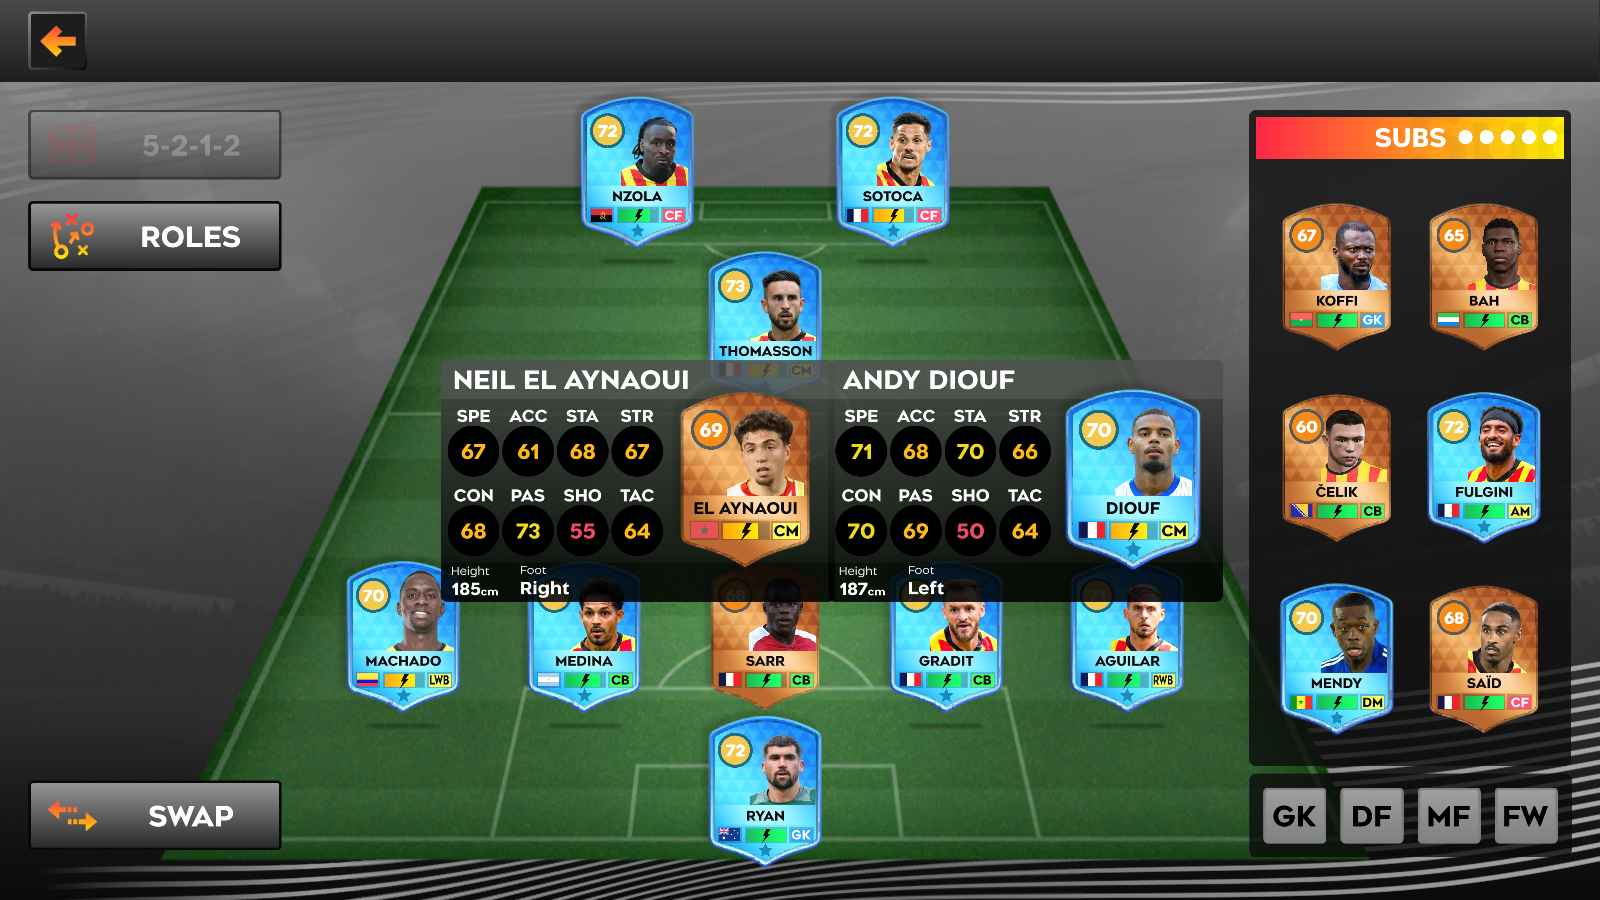 5-2-1-2
ROLES
SWAP
72
NZOLA
CF
72
SOTOCA
CF
73
THOMASSON
CM
NEIL EL AYNAOUI
SPE ACC STA STR
67 61 68 67
CON PAS SHO TAC
68 73 55 64
Height Foot
185cm Right
69
EL AYNAOUI
CM
ANDY DIOUF
SPE ACC STA STR
71 68 70 66
CON PAS SHO TAC
70 69 50 64
Height Foot
187cm Left
70
DIOUF
CM
70
MACHADO
LWB
MEDINA
CB
68
SARR
CB
GRADIT
CB
71
AGUILAR
RWB
72
RYAN
GK
SUBS
67
KOFFI
GK
65
BAH
CB
60
ČELIK
CB
72
FULGINI
AM
70
MENDY
DM
68
SAÏD
CF
GK DF MF FW